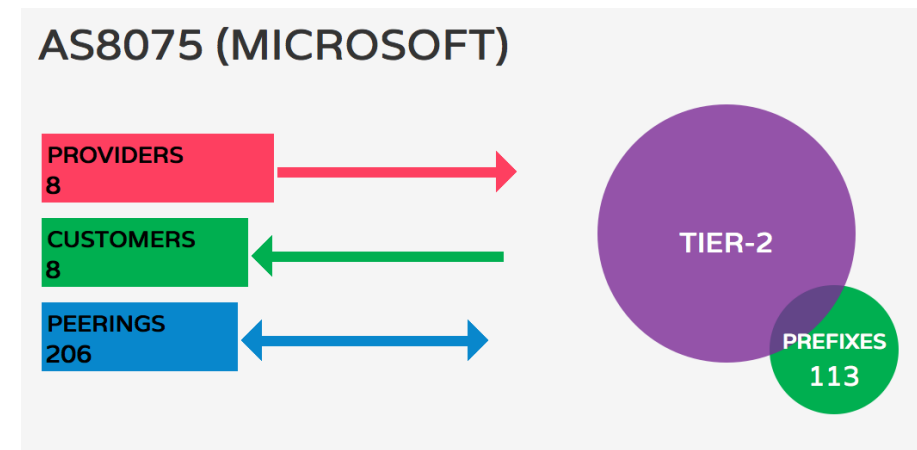 AS8075 (MICROSOFT)
PROVIDERS
8
CUSTOMERS
8
PEERINGS
206
TIER-2
PREFIXES
113